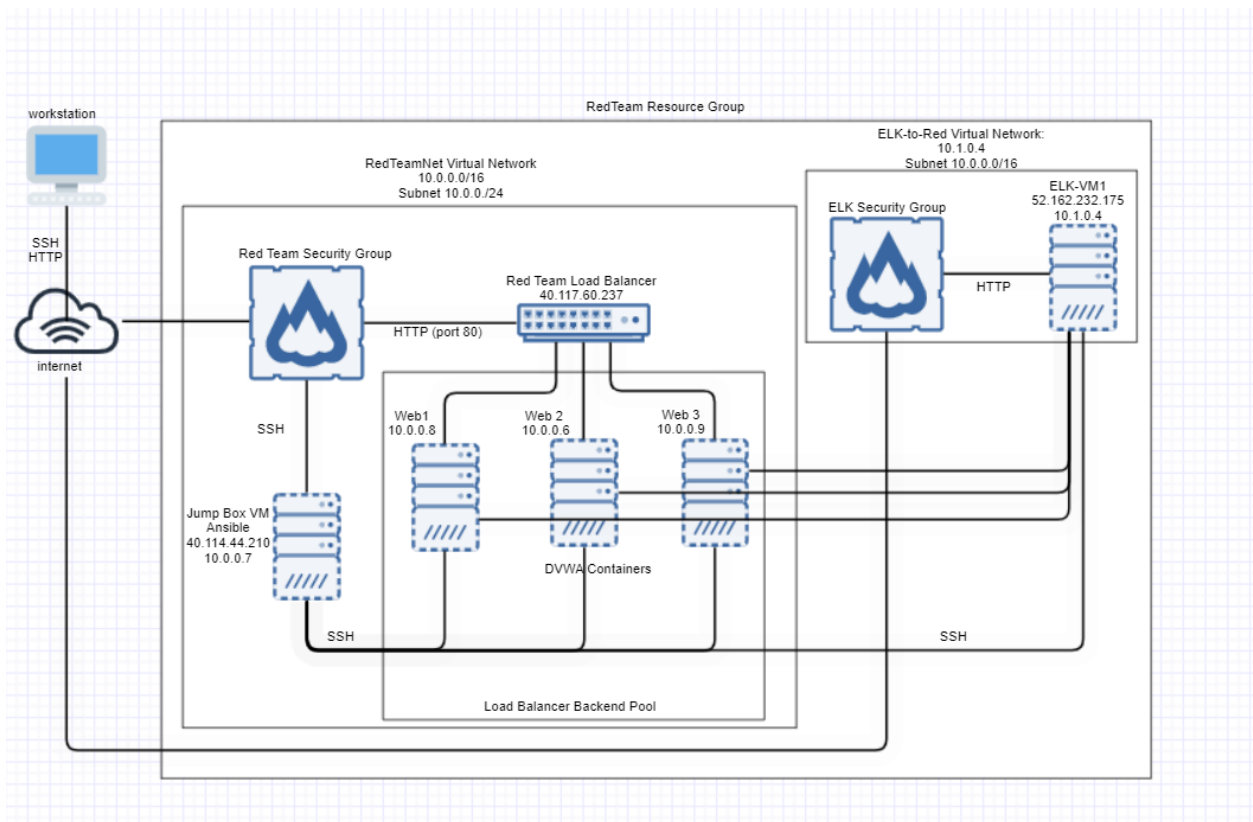 RedTeam Resource Group
workstation
ELK-to-Red Virtual Network:
10.1.0.4
Subnet 10.0.0.0/16
RedTeamNet Virtual Network
10.0.0.0/16
Subnet 10.0.0./24
ELK-VM1
52.162.232.175
10.1.0.4
ELK Security Group
SSH
HTTP
Red Team Security Group
Red Team Load Balancer
40.117.60.237
HTTP
HTTP (port 80)
internet
Web1
10.0.0.8
Web 2
10.0.0.6
Web 3
10.0.0.9
SSH
Jump Box VM
Ansible
40.114.44.210
10.0.0.7
DVWA Containers
SSH
SSH
Load Balancer Backend Pool